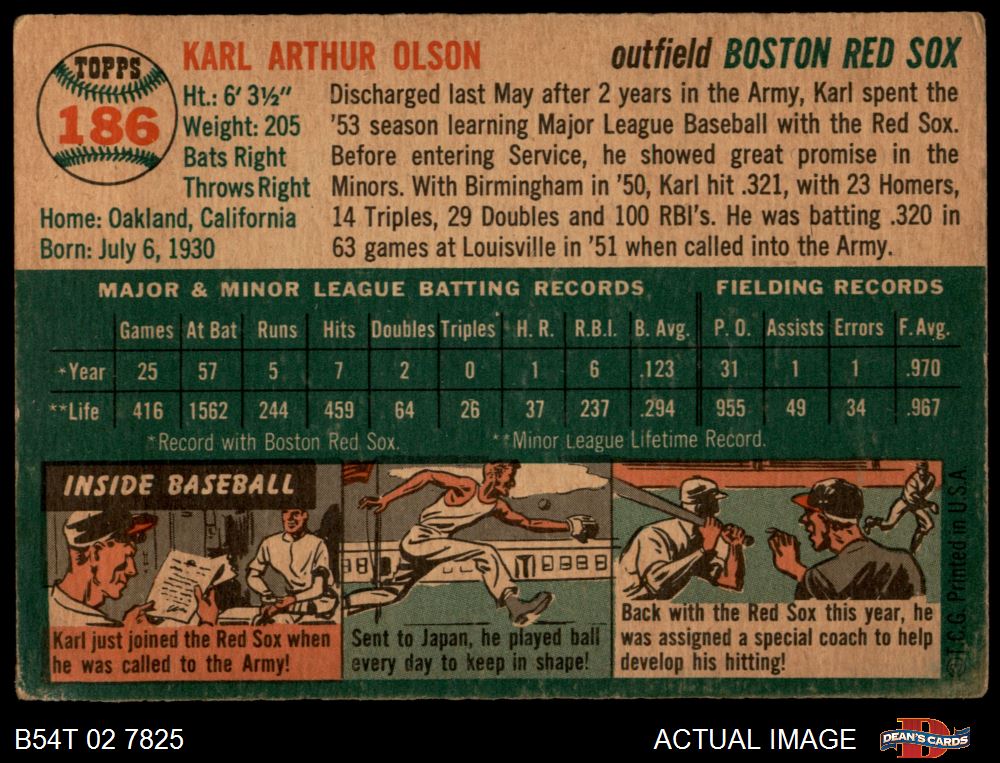 TOPPS
186
KARL ARTHUR OLSON
outfield BOSTON RED SOX
Ht.: 6' 3½"
Weight: 205
Bats Right
Throws Right
Home: Oakland, California
Born: July 6, 1930
Discharged last May after 2 years in the Army, Karl spent the
'53 season learning Major League Baseball with the Red Sox.
Before entering Service, he showed great promise in the
Minors. With Birmingham in '50, Karl hit .321, with 23 Homers,
14 Triples, 29 Doubles and 100 RBI's. He was batting .320 in
63 games at Louisville in '51 when called into the Army.
MAJOR & MINOR LEAGUE BATTING RECORDS FIELDING RECORDS
Games At Bat Runs Hits Doubles Triples H. R. R.B.I. B. Avg. P. O. Assists Errors F. Avg.
*Year 25 57 5 7 2 0 1 6 .123 31 1 1 .970
**Life 416 1562 244 459 64 26 37 237 .294 955 49 34 .967
*Record with Boston Red Sox. **Minor League Lifetime Record.
INSIDE BASEBALL
Karl just joined the Red Sox when
he was called to the Army!
Sent to Japan, he played ball
every day to keep in shape!
Back with the Red Sox this year, he
was assigned a special coach to help
develop his hitting!
©T.C.G. Printed in U.S.A
B54T 02 7825
ACTUAL IMAGE
D
DEAN'S CARDS